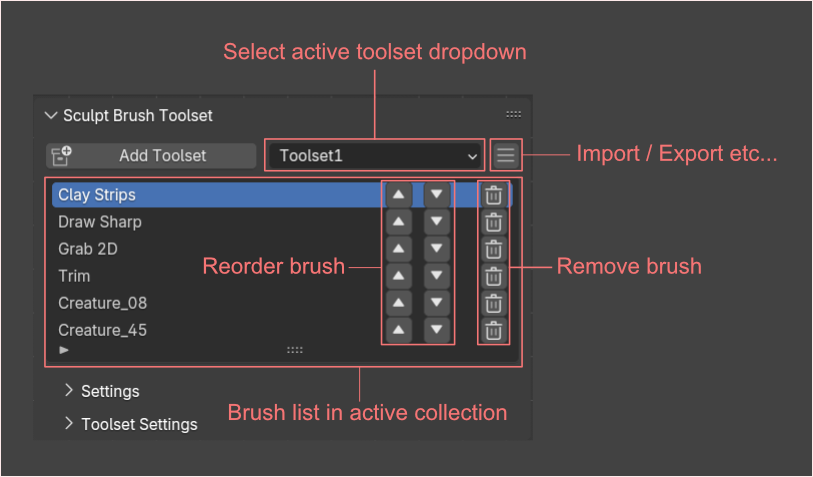 Select active toolset dropdown
Sculpt Brush Toolset
Add Toolset
Toolset1
Import / Export etc...
Clay Strips
Draw Sharp
Grab 2D
Reorder brush
Remove brush
Trim
Creature_08
Creature_45
Settings
Brush list in active collection
Toolset Settings